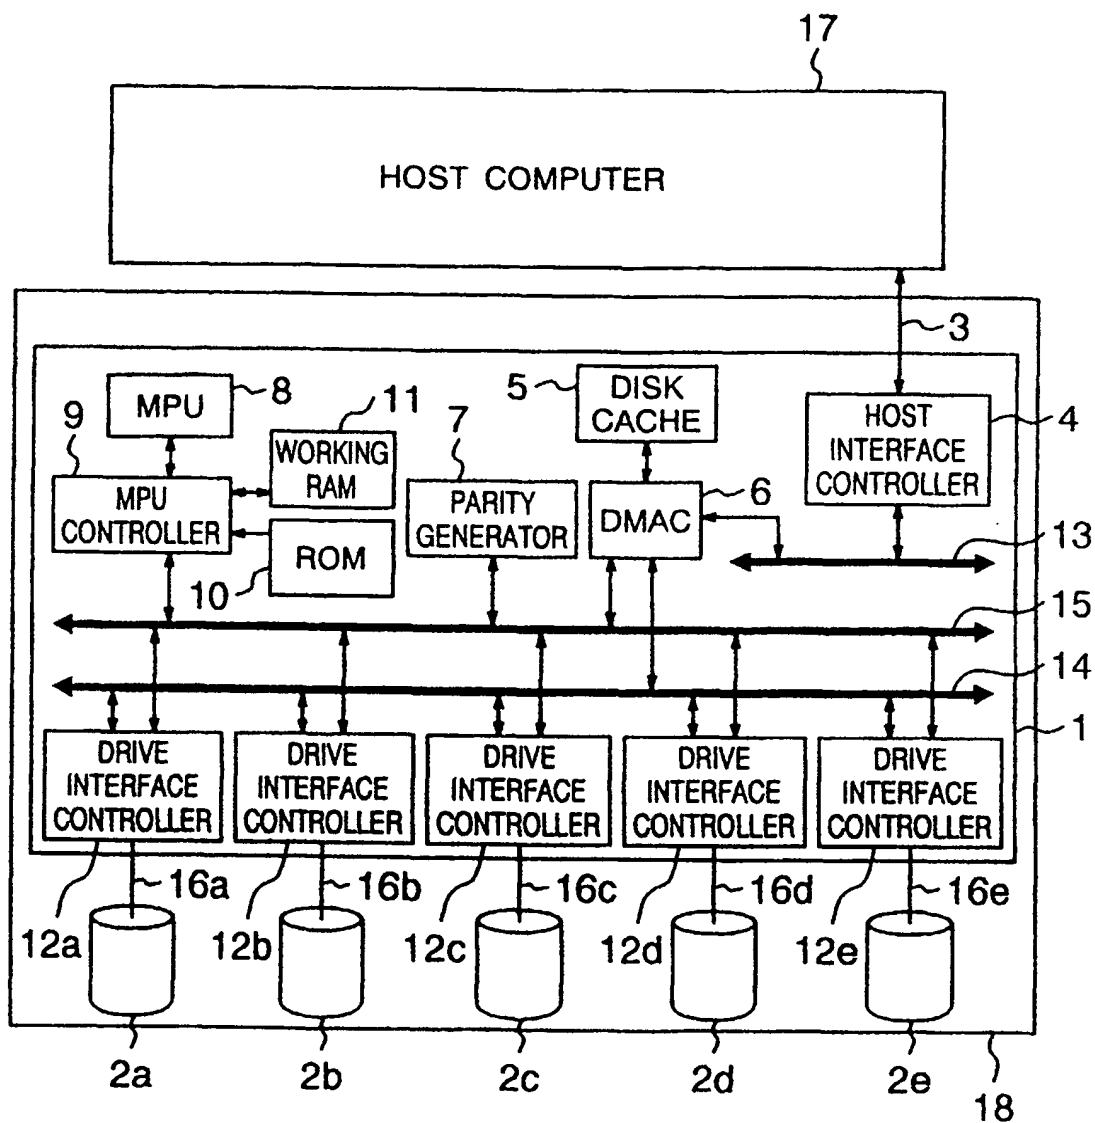 17
HOST COMPUTER
3
MPU
8
9
11
WORKING
RAM
MPU
CONTROLLER
10
ROM
7
PARITY
GENERATOR
5
DISK
CACHE
6
DMAC
HOST
INTERFACE
CONTROLLER
4
13
15
14
1
DRIVE
INTERFACE
CONTROLLER
DRIVE
INTERFACE
CONTROLLER
DRIVE
INTERFACE
CONTROLLER
DRIVE
INTERFACE
CONTROLLER
DRIVE
INTERFACE
CONTROLLER
16a
16b
16c
16d
16e
12a
12b
12c
12d
12e
2a
2b
2c
2d
2e
18